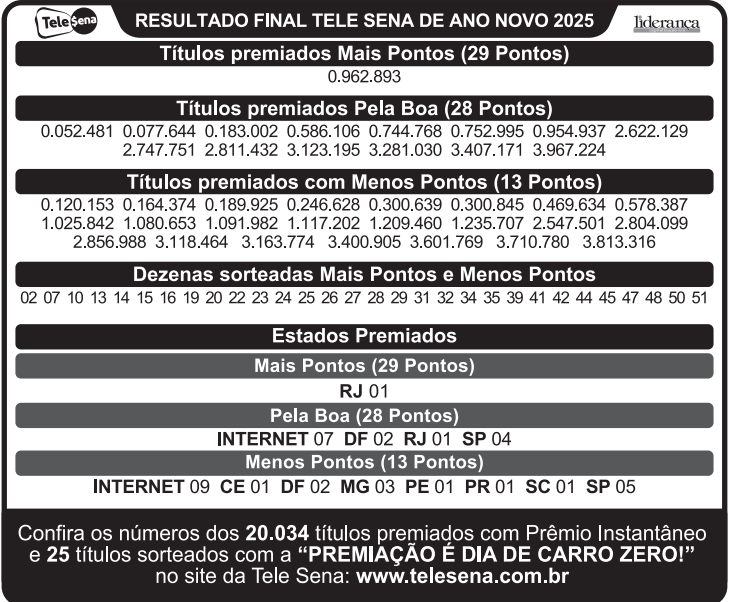 Tele Sena
RESULTADO FINAL TELE SENA DE ANO NOVO 2025
liderança
Títulos premiados Mais Pontos (29 Pontos)
0.962.893
Títulos premiados Pela Boa (28 Pontos)
0.052.481 0.077.644 0.183.002 0.586.106 0.744.768 0.752.995 0.954.937 2.622.129
2.747.751 2.811.432 3.123.195 3.281.030 3.407.171 3.967.224
Títulos premiados com Menos Pontos (13 Pontos)
0.120.153 0.164.374 0.189.925 0.246.628 0.300.639 0.300.845 0.469.634 0.578.387
1.025.842 1.080.653 1.091.982 1.117.202 1.209.460 1.235.707 2.547.501 2.804.099
2.856.988 3.118.464 3.163.774 3.400.905 3.601.769 3.710.780 3.813.316
Dezenas sorteadas Mais Pontos e Menos Pontos
02 07 10 13 14 15 16 19 20 22 23 24 25 26 27 28 29 31 32 34 35 39 41 42 44 45 47 48 50 51
Estados Premiados
Mais Pontos (29 Pontos)
RJ 01
Pela Boa (28 Pontos)
INTERNET 07 DF 02 RJ 01 SP 04
Menos Pontos (13 Pontos)
INTERNET 09 CE 01 DF 02 MG 03 PE 01 PR 01 SC 01 SP 05
Confira os números dos 20.034 títulos premiados com Prêmio Instantâneo
e 25 títulos sorteados com a “PREMIAÇÃO É DIA DE CARRO ZERO!”
no site da Tele Sena: www.telesena.com.br